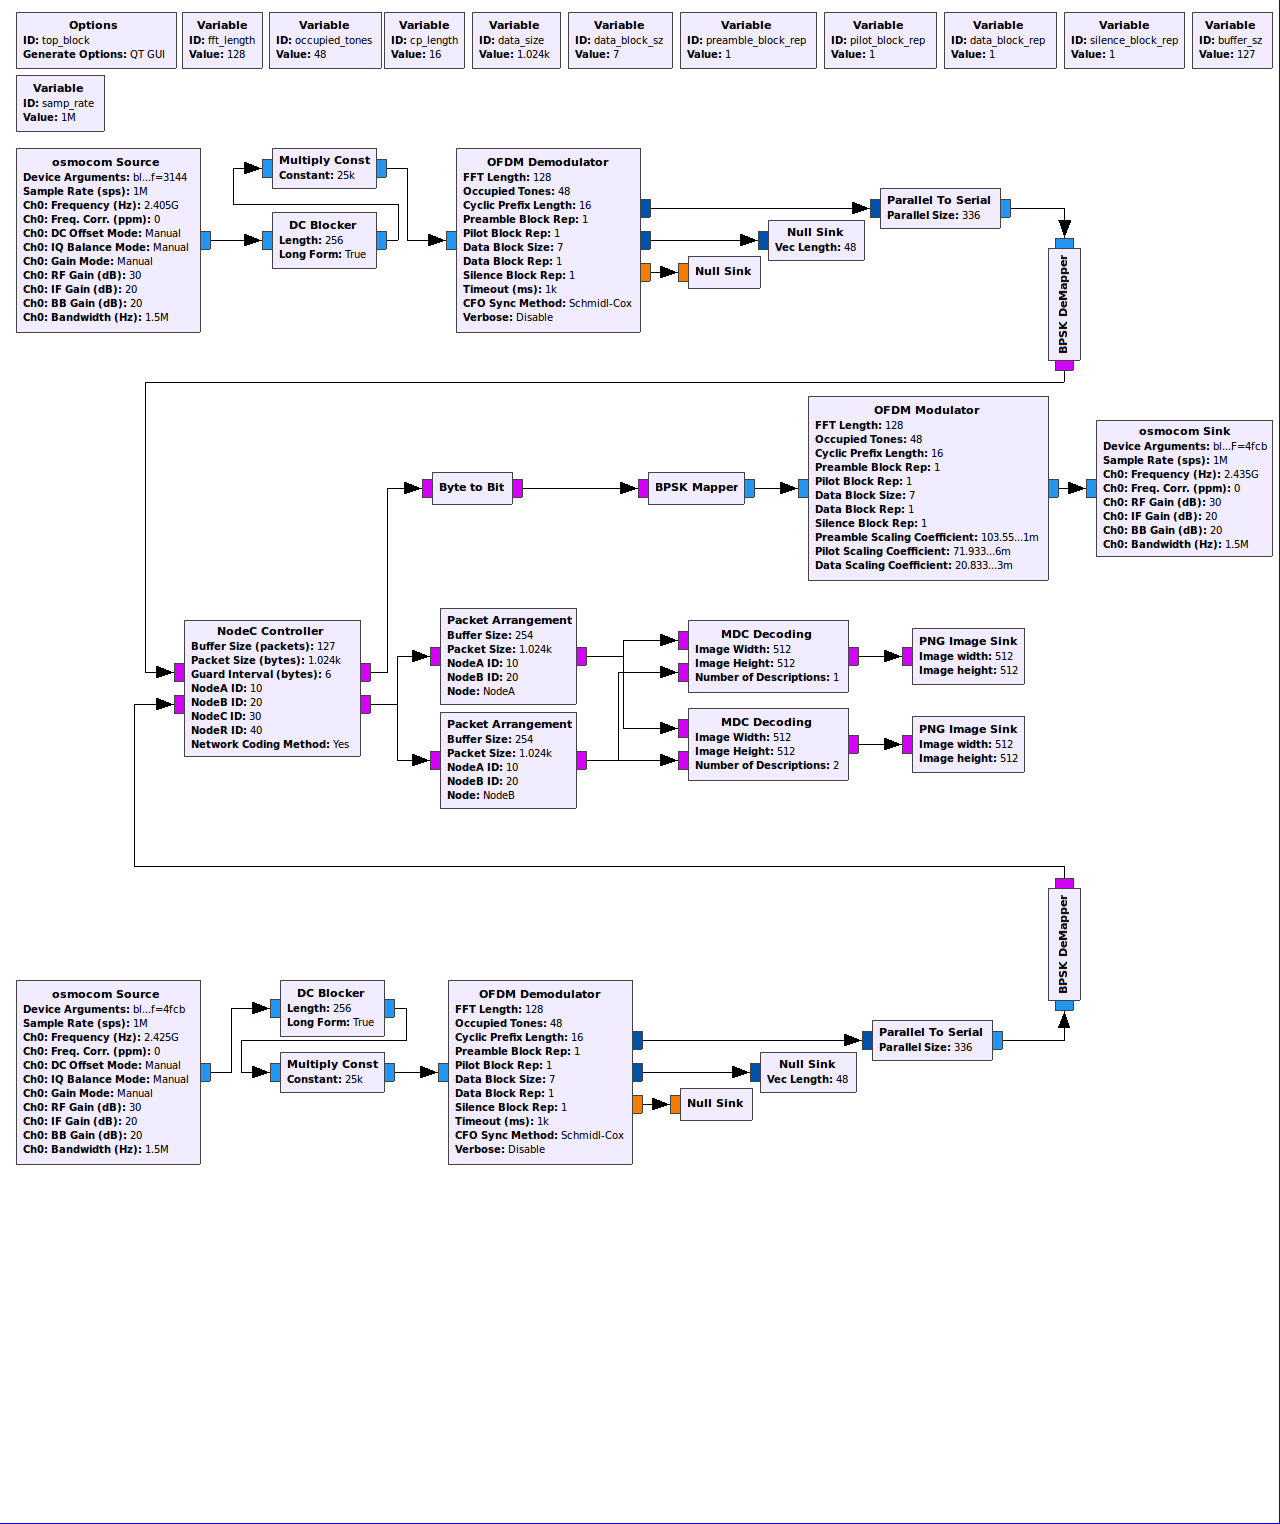 Options
ID: top_block
Generate Options: QT GUI
Variable
ID: fft_length
Value: 128
Variable
ID: occupied_tones
Value: 48
Variable
ID: cp_length
Value: 16
Variable
ID: data_size
Value: 1.024k
Variable
ID: data_block_sz
Value: 7
Variable
ID: preamble_block_rep
Value: 1
Variable
ID: pilot_block_rep
Value: 1
Variable
ID: data_block_rep
Value: 1
Variable
ID: silence_block_rep
Value: 1
Variable
ID: buffer_sz
Value: 127
Variable
ID: samp_rate
Value: 1M
osmocom Source
Device Arguments: bl...f=3144
Sample Rate (sps): 1M
Ch0: Frequency (Hz): 2.405G
Ch0: Freq. Corr. (ppm): 0
Ch0: DC Offset Mode: Manual
Ch0: IQ Balance Mode: Manual
Ch0: Gain Mode: Manual
Ch0: RF Gain (dB): 30
Ch0: IF Gain (dB): 20
Ch0: BB Gain (dB): 20
Ch0: Bandwidth (Hz): 1.5M
Multiply Const
Constant: 25k
DC Blocker
Length: 256
Long Form: True
OFDM Demodulator
FFT Length: 128
Occupied Tones: 48
Cyclic Prefix Length: 16
Preamble Block Rep: 1
Pilot Block Rep: 1
Data Block Size: 7
Data Block Rep: 1
Silence Block Rep: 1
Timeout (ms): 1k
CFO Sync Method: Schmidl-Cox
Verbose: Disable
Parallel To Serial
Parallel Size: 336
Null Sink
Vec Length: 48
Null Sink
BPSK DeMapper
OFDM Modulator
FFT Length: 128
Occupied Tones: 48
Cyclic Prefix Length: 16
Preamble Block Rep: 1
Pilot Block Rep: 1
Data Block Size: 7
Data Block Rep: 1
Silence Block Rep: 1
Preamble Scaling Coefficient: 103.55...1m
Pilot Scaling Coefficient: 71.933...6m
Data Scaling Coefficient: 20.833...3m
osmocom Sink
Device Arguments: bl...F=4fcb
Sample Rate (sps): 1M
Ch0: Frequency (Hz): 2.435G
Ch0: Freq. Corr. (ppm): 0
Ch0: RF Gain (dB): 30
Ch0: IF Gain (dB): 20
Ch0: BB Gain (dB): 20
Ch0: Bandwidth (Hz): 1.5M
Byte to Bit
BPSK Mapper
NodeC Controller
Buffer Size (packets): 127
Packet Size (bytes): 1.024k
Guard Interval (bytes): 6
NodeA ID: 10
NodeB ID: 20
NodeC ID: 30
NodeR ID: 40
Network Coding Method: Yes
Packet Arrangement
Buffer Size: 254
Packet Size: 1.024k
NodeA ID: 10
NodeB ID: 20
Node: NodeA
Packet Arrangement
Buffer Size: 254
Packet Size: 1.024k
NodeA ID: 10
NodeB ID: 20
Node: NodeB
MDC Decoding
Image Width: 512
Image Height: 512
Number of Descriptions: 1
PNG Image Sink
Image width: 512
Image height: 512
MDC Decoding
Image Width: 512
Image Height: 512
Number of Descriptions: 2
PNG Image Sink
Image width: 512
Image height: 512
BPSK DeMapper
osmocom Source
Device Arguments: bl...f=4fcb
Sample Rate (sps): 1M
Ch0: Frequency (Hz): 2.425G
Ch0: Freq. Corr. (ppm): 0
Ch0: DC Offset Mode: Manual
Ch0: IQ Balance Mode: Manual
Ch0: Gain Mode: Manual
Ch0: RF Gain (dB): 30
Ch0: IF Gain (dB): 20
Ch0: BB Gain (dB): 20
Ch0: Bandwidth (Hz): 1.5M
DC Blocker
Length: 256
Long Form: True
Multiply Const
Constant: 25k
OFDM Demodulator
FFT Length: 128
Occupied Tones: 48
Cyclic Prefix Length: 16
Preamble Block Rep: 1
Pilot Block Rep: 1
Data Block Size: 7
Data Block Rep: 1
Silence Block Rep: 1
Timeout (ms): 1k
CFO Sync Method: Schmidl-Cox
Verbose: Disable
Parallel To Serial
Parallel Size: 336
Null Sink
Vec Length: 48
Null Sink